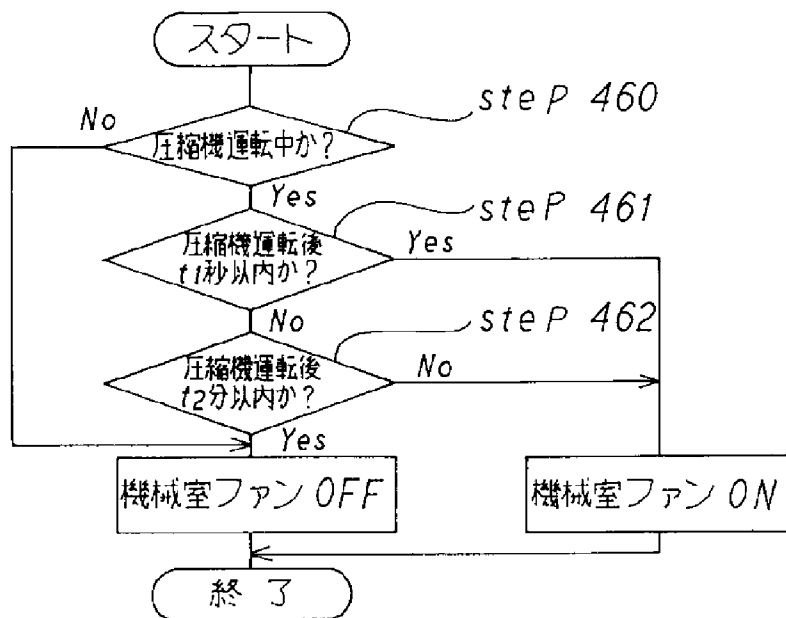 スタート
steP 460
No
圧縮機運転中か?
Yes
steP 461
圧縮機運転後
t1秒以内か?
Yes
No
steP 462
圧縮機運転後
t2分以内か?
No
Yes
機械室ファン OFF
機械室ファン ON
終了